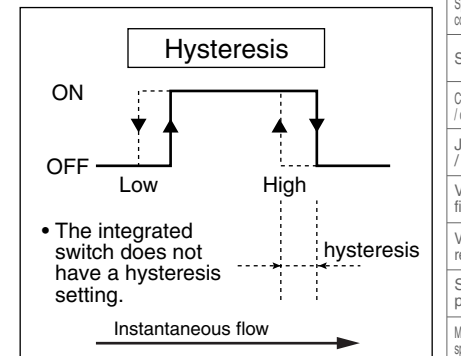 Hysteresis
ON
OFF
Low
High
• The integrated
switch does not
have a hysteresis
setting.
hysteresis
Instantaneous flow